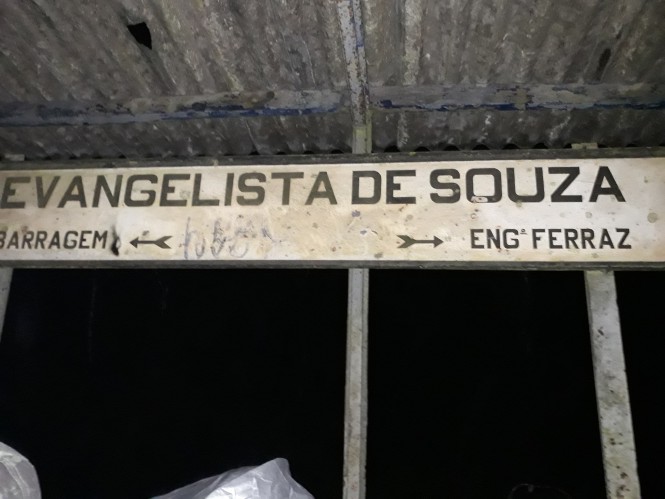 EVANGELISTA DE SOUZA
BARRAGEM ENGª FERRAZ